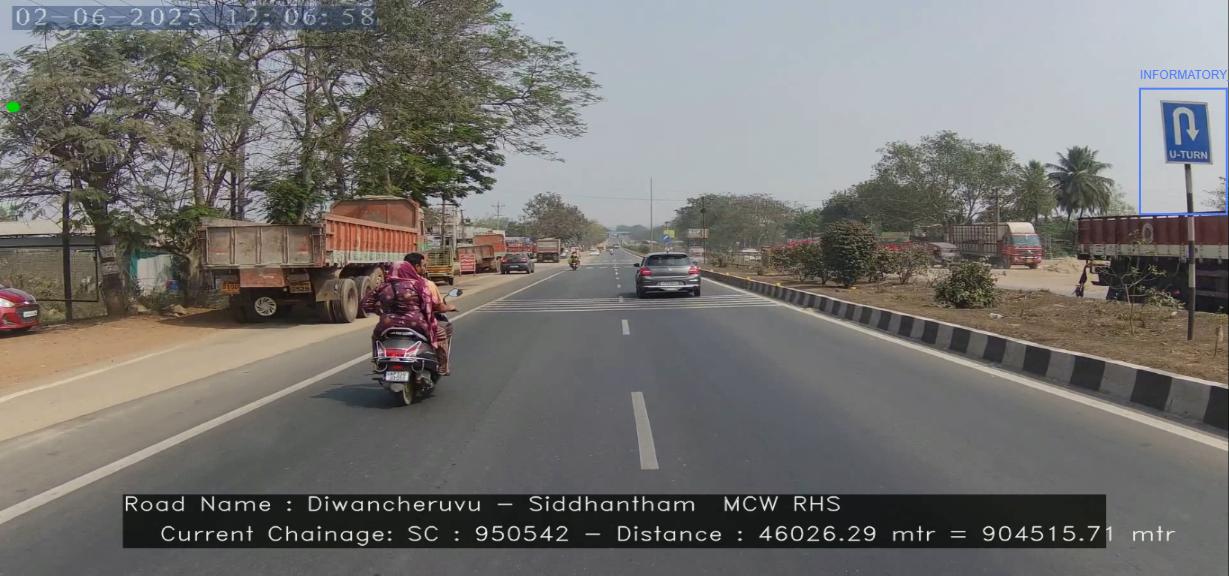 02-06-2025 12:06:58
INFORMATORY
U-TURN
Road Name : Diwancheruvu - Siddhantham MCW RHS
Current Chainage: SC : 950542 - Distance : 46026.29 mtr = 904515.71 mtr